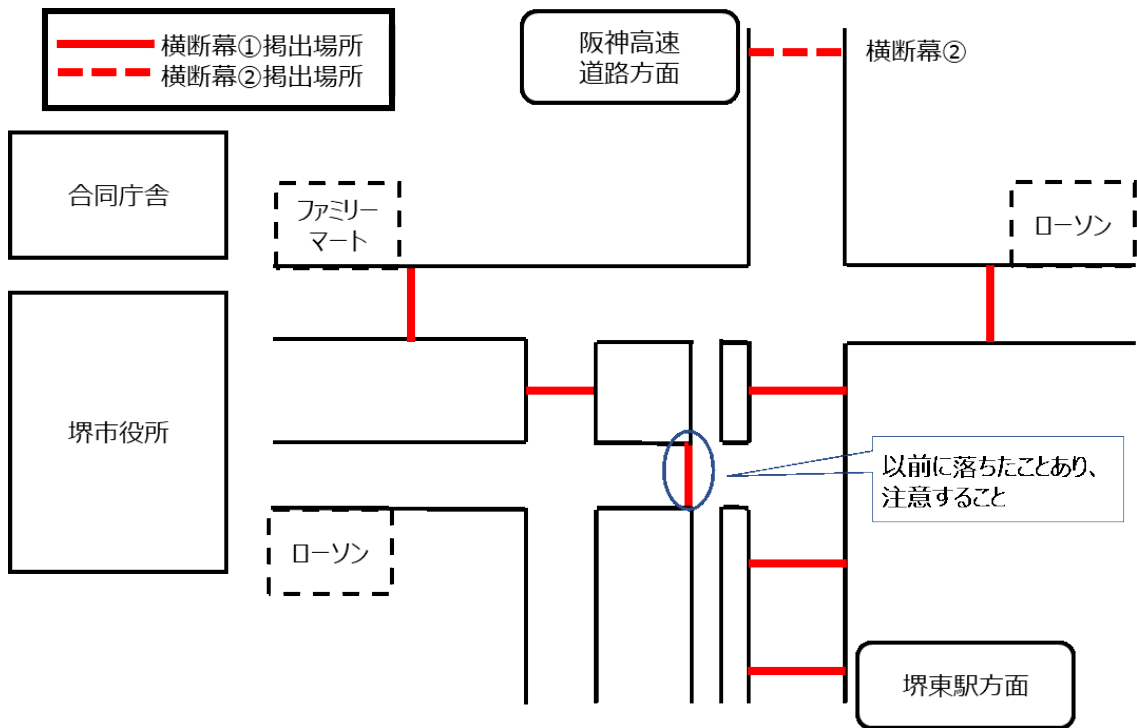 横断幕①掲出場所
横断幕②掲出場所
阪神高速
道路方面
横断幕②
合同庁舎
ファミリー
マート
ローソン
堺市役所
以前に落ちたことあり、
注意すること
ローソン
堺東駅方面